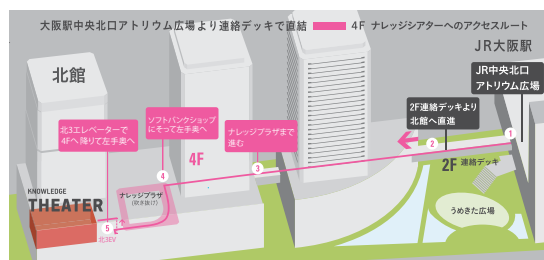 大阪駅中央北口アトリウム広場より連絡デッキで直結
4F ナレッジシアターへのアクセスルート
JR大阪駅
北館
JR中央北口
アトリウム広場
ソフトバンクショップ
にそって左手奥へ
2F連絡デッキより
北館へ直進
北3エレベーターで
4Fへ降りて左手奥へ
ナレッジプラザまで
進む
1
2
4F
3
2F 連絡デッキ
4
KNOWLEDGE
THEATER
ナレッジプラザ
(吹き抜け)
うめきた広場
5
北3EV